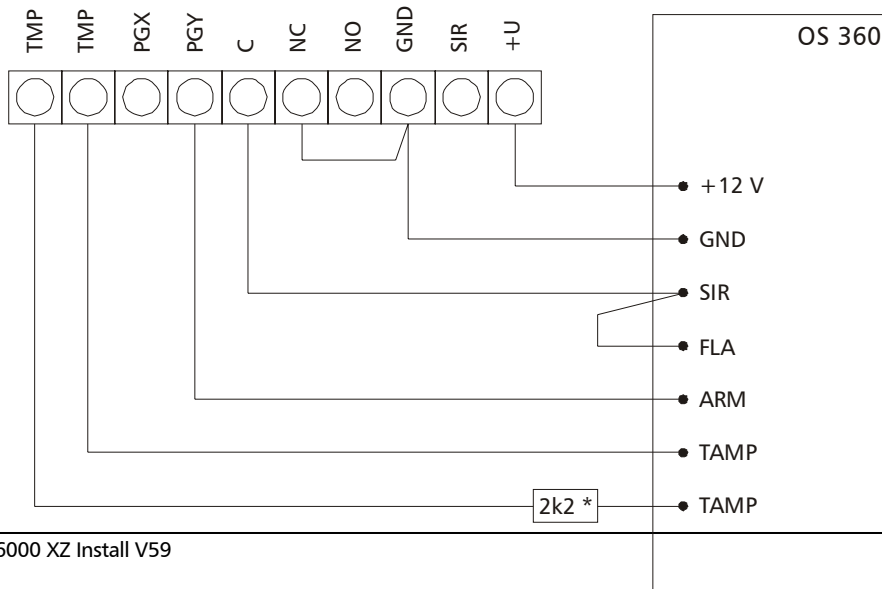 TMP TMP PGX PGY C NC NO GND SIR +U
OS 360
+12 V
GND
SIR
FLA
ARM
TAMP
2k2 * TAMP
6000 XZ Install V59